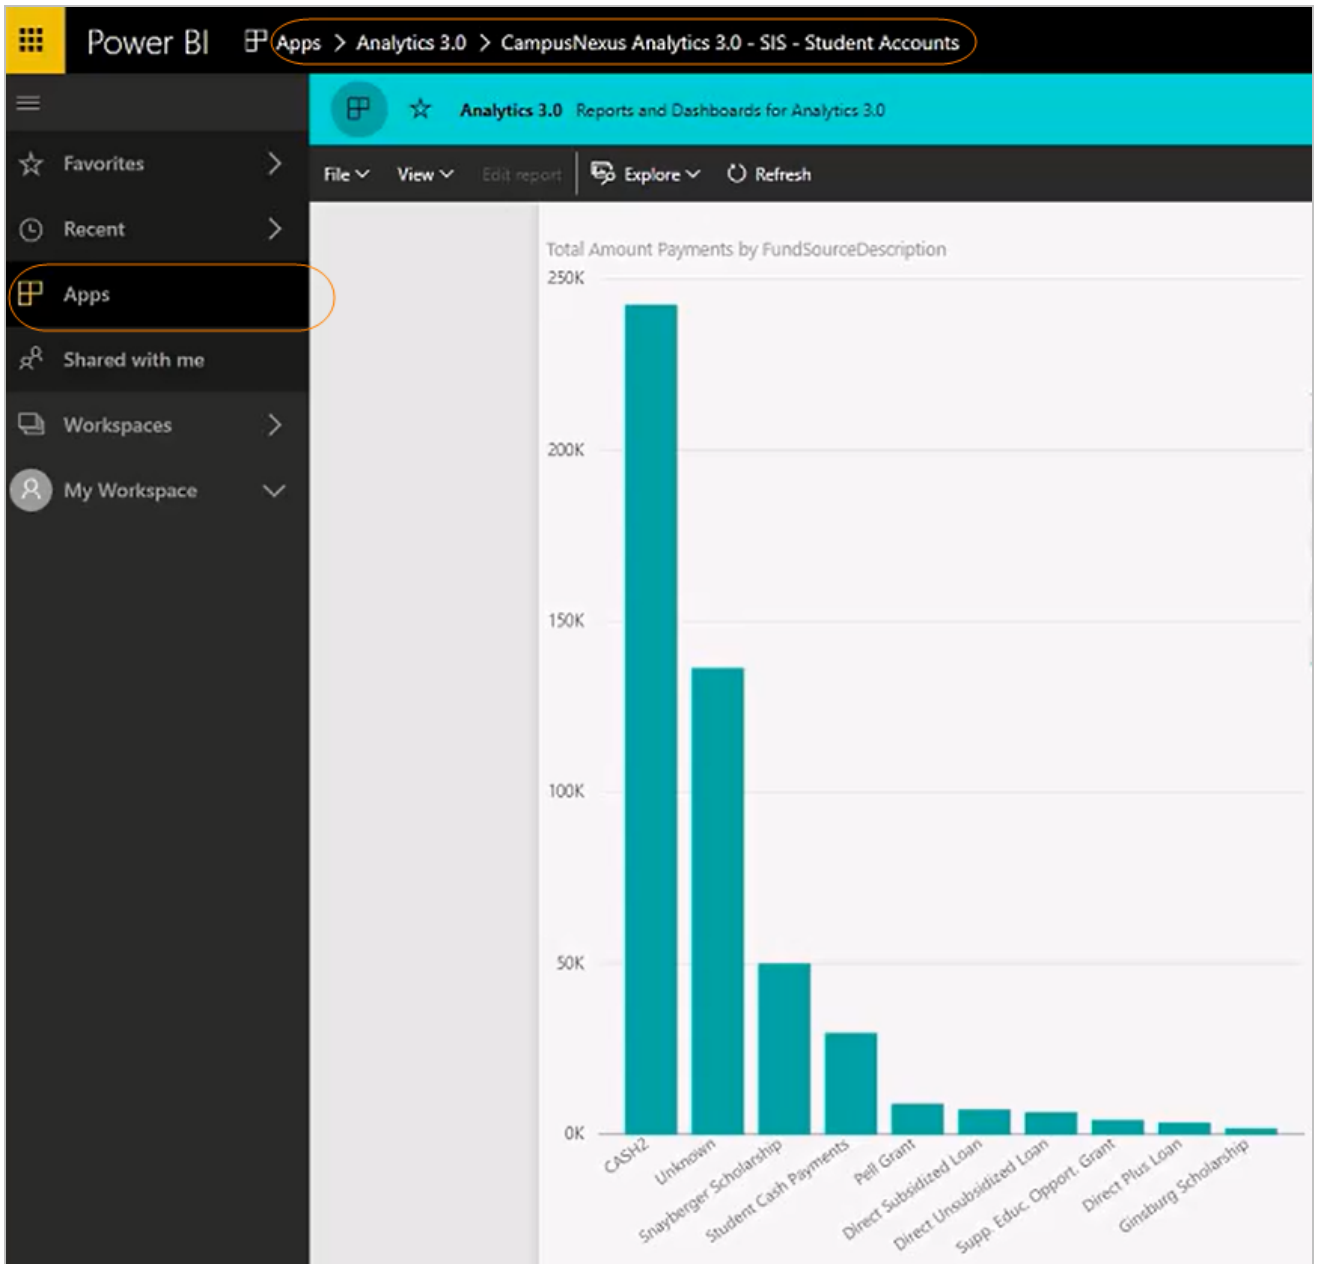 Power BI Apps > Analytics 3.0 > CampusNexus Analytics 3.0 - SIS - Student Accounts
Analytics 3.0 Reports and Dashboards for Analytics 3.0
Favorites
Recent
Apps
Shared with me
Workspaces
My Workspace
File View Edit report Explore Refresh
Total Amount Payments by FundSourceDescription
250K
200K
150K
100K
50K
0K
CASH2
Unknown
Snayberger Scholarship
Student Cash Payments
Pell Grant
Direct Subsidized Loan
Direct Unsubsidized Loan
Supp. Educ. Opport. Grant
Direct Plus Loan
Ginsburg Scholarship